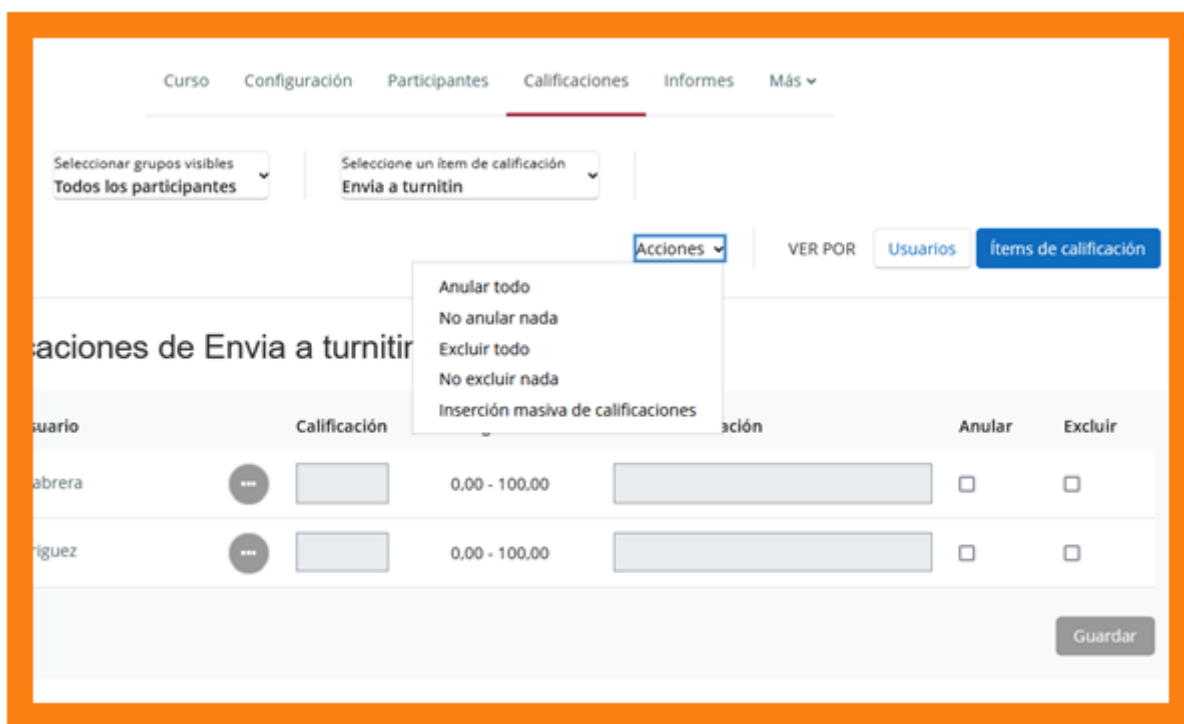 Curso Configuración Participantes Calificaciones Informes Más
Seleccionar grupos visibles Seleccione un ítem de calificación
Todos los participantes Envia a turnitin
Acciones VER POR Usuarios Ítems de calificación
Anular todo
No anular nada
Excluir todo
No excluir nada
Inserción masiva de calificaciones
caciones de Envia a turnitin
suario Calificación ación Anular Excluir
abrera 0,00 - 100,00
riguez 0,00 - 100,00
Guardar